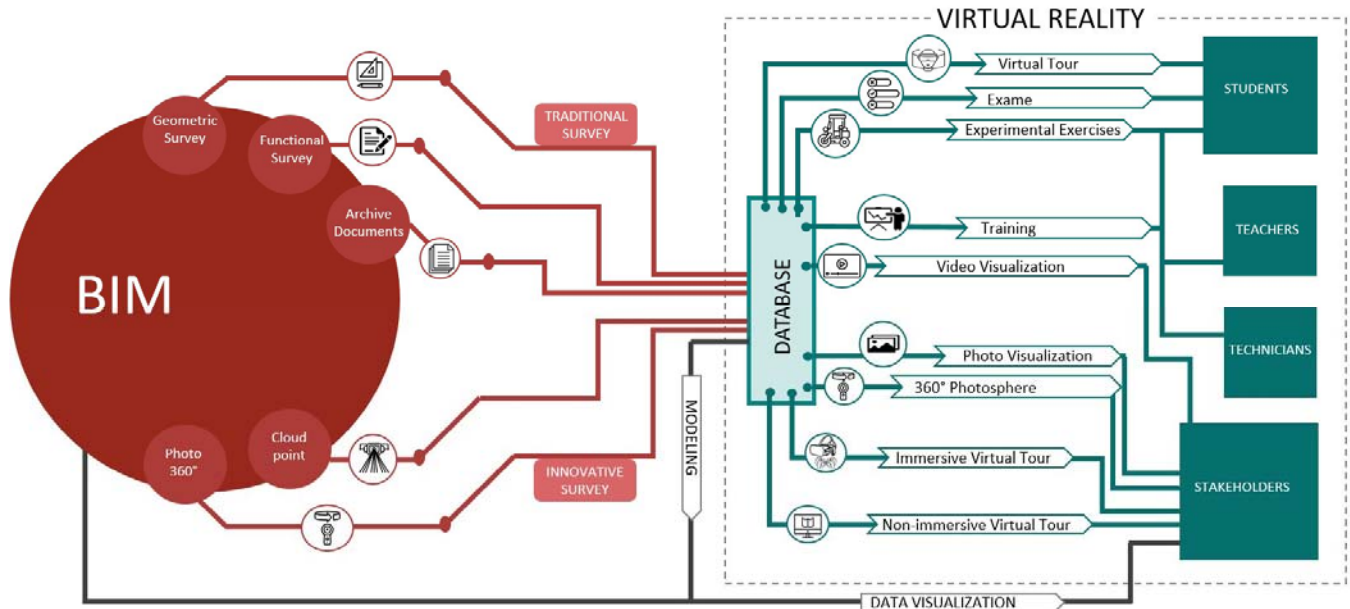 VIRTUAL REALITY
BIM
Geometric
Survey
Functional
Survey
Archive
Documents
Cloud
point
Photo
360°
TRADITIONAL
SURVEY
INNOVATIVE
SURVEY
MODELING
DATABASE
Virtual Tour
Exame
Experimental Exercises
Training
Video Visualization
Photo Visualization
360° Photosphere
Immersive Virtual Tour
Non-immersive Virtual Tour
DATA VISUALIZATION
STUDENTS
TEACHERS
TECHNICIANS
STAKEHOLDERS